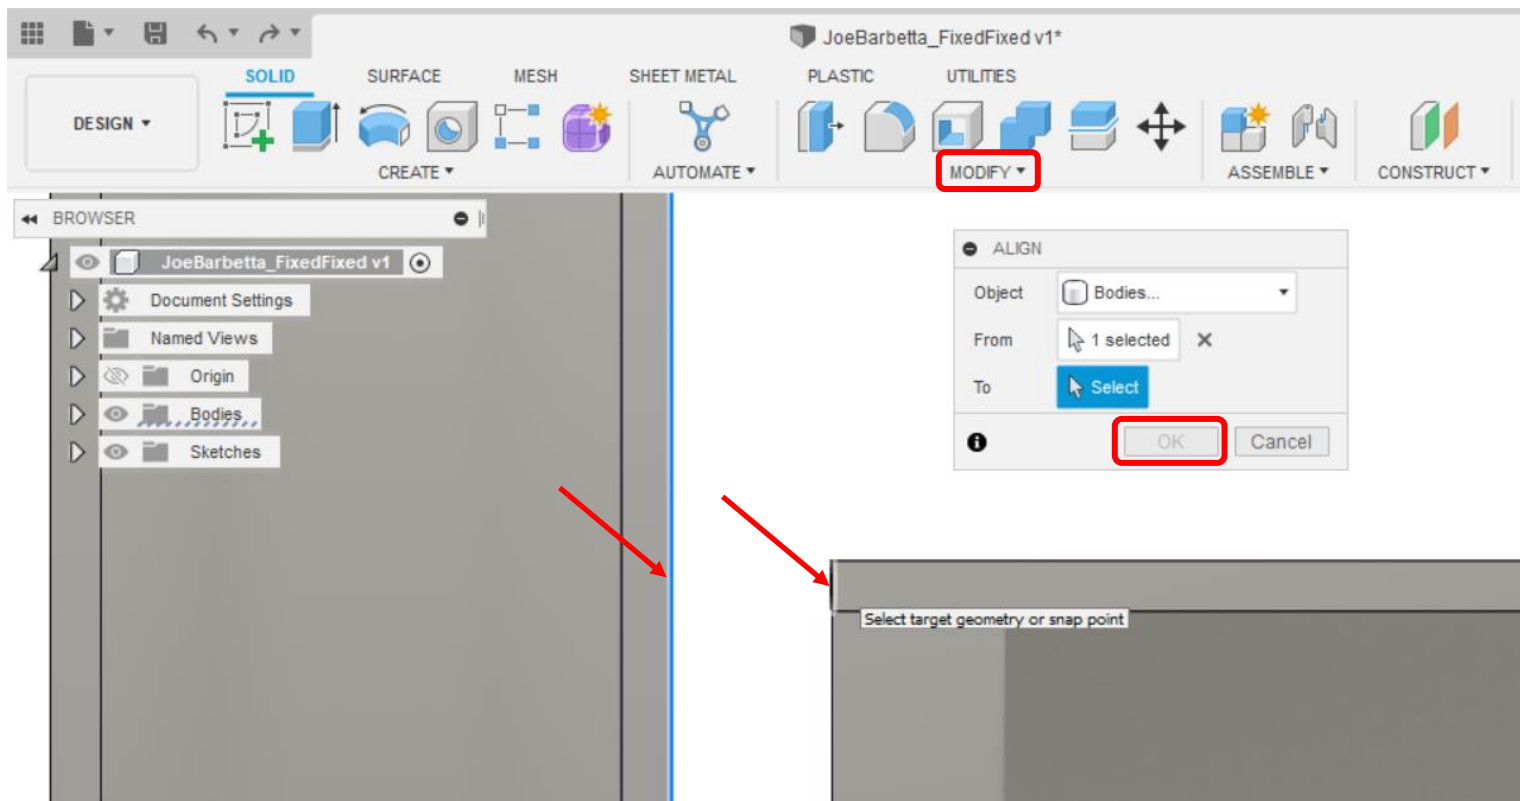 JoeBarbetta_FixedFixed v1*
SOLID SURFACE MESH SHEET METAL PLASTIC UTILITIES
DESIGN
CREATE AUTOMATE MODIFY ASSEMBLE CONSTRUCT
BROWSER
JoeBarbetta_FixedFixed v1
Document Settings
Named Views
Origin
Bodies
Sketches
ALIGN
Object Bodies...
From 1 selected
To Select
OK Cancel
Select target geometry or snap point